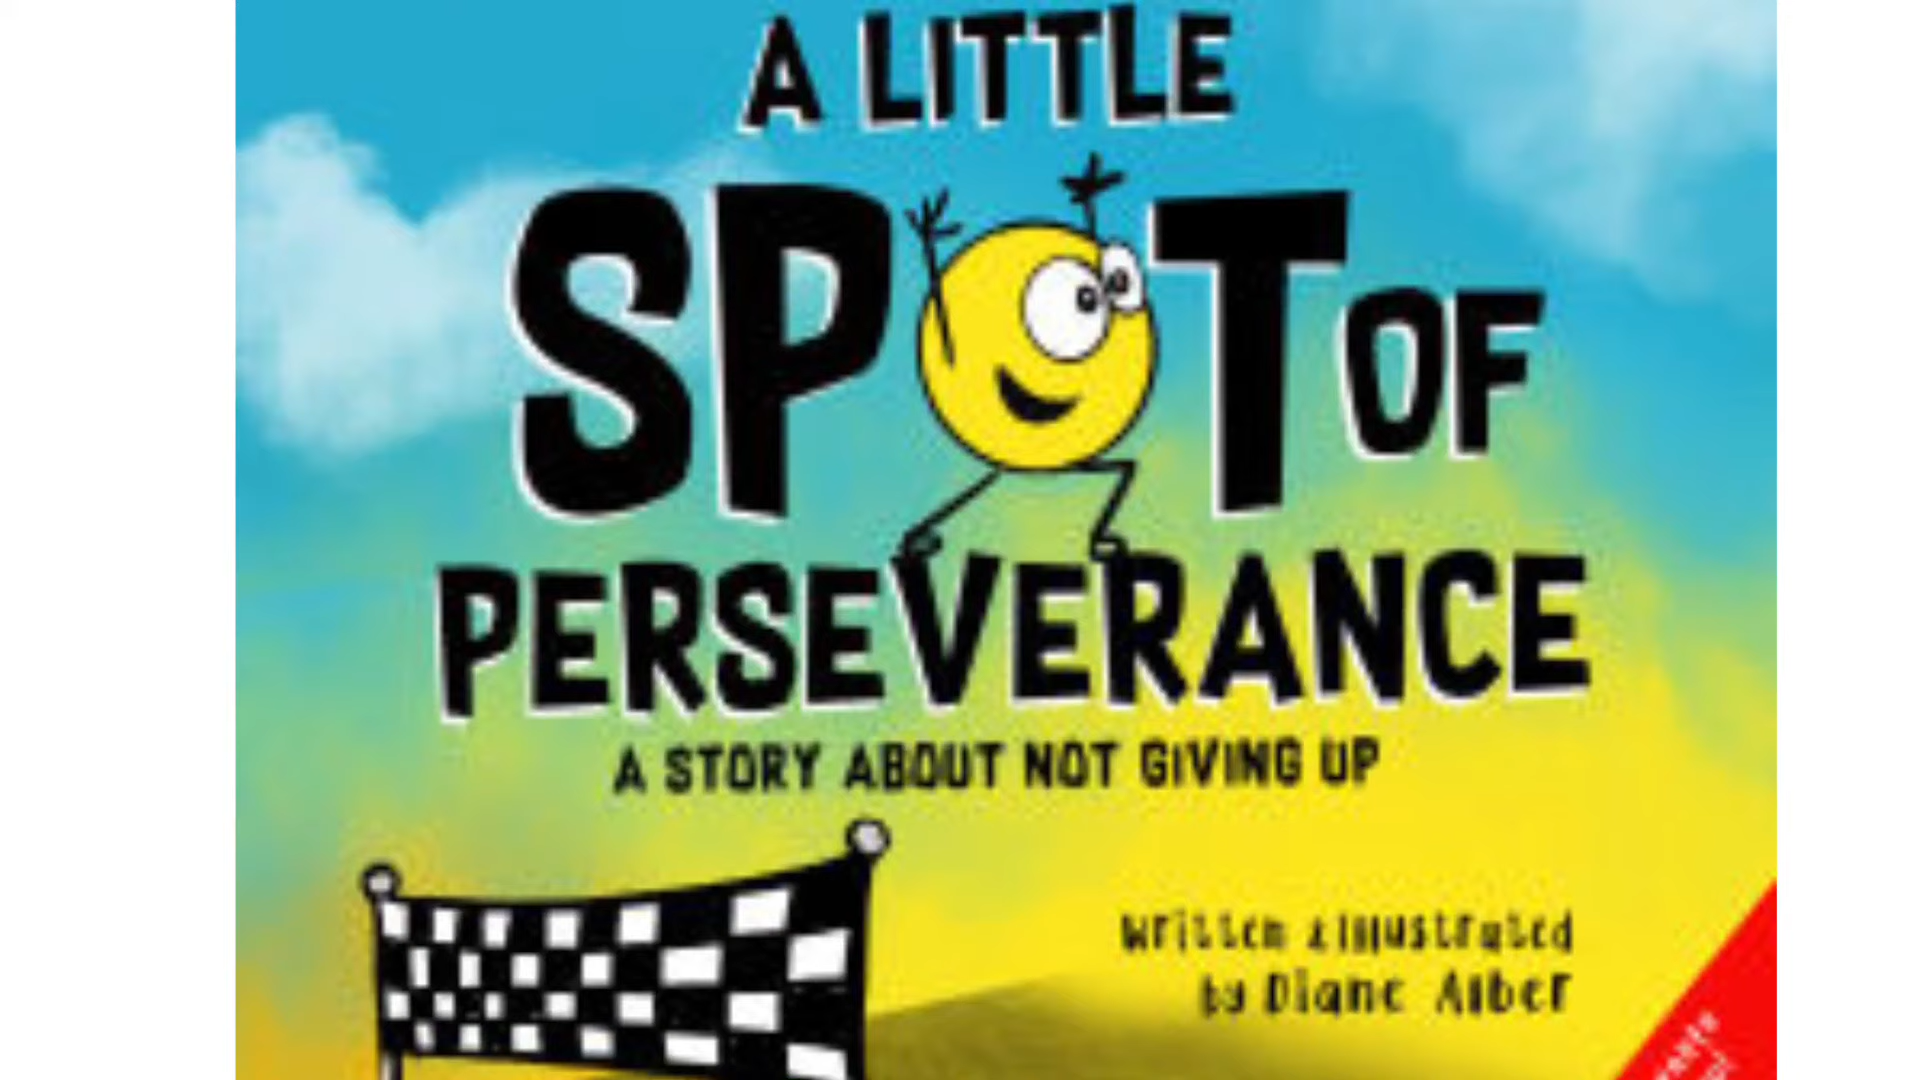 A LITTLE
SPOT OF
PERSEVERANCE
A STORY ABOUT NOT GIVING UP
Written & Illustrated
by Diane Alber